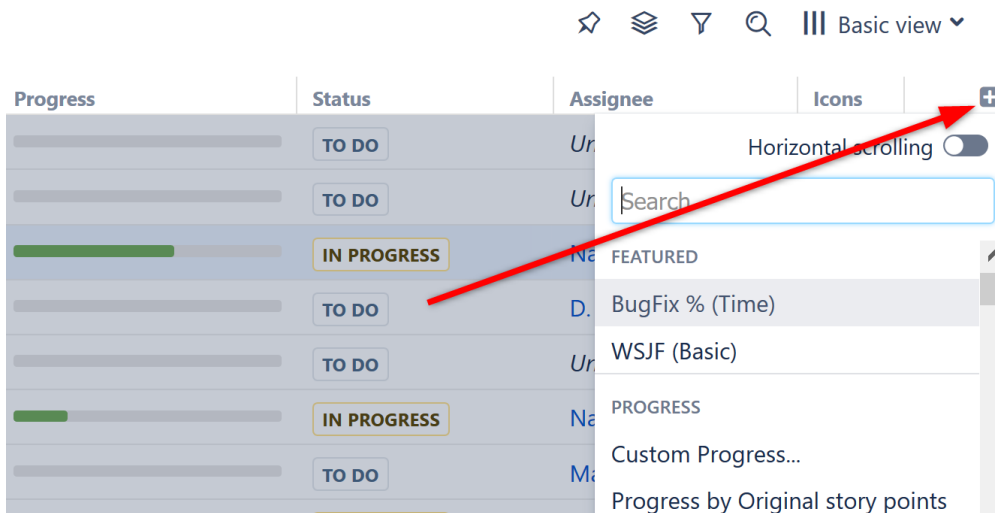 Basic view
Progress Status Assignee Icons
Horizontal scrolling
TO DO
Search
TO DO
IN PROGRESS
FEATURED
TO DO D.
BugFix % (Time)
TO DO
WSJF (Basic)
IN PROGRESS
PROGRESS
TO DO
Custom Progress...
Progress by Original story points